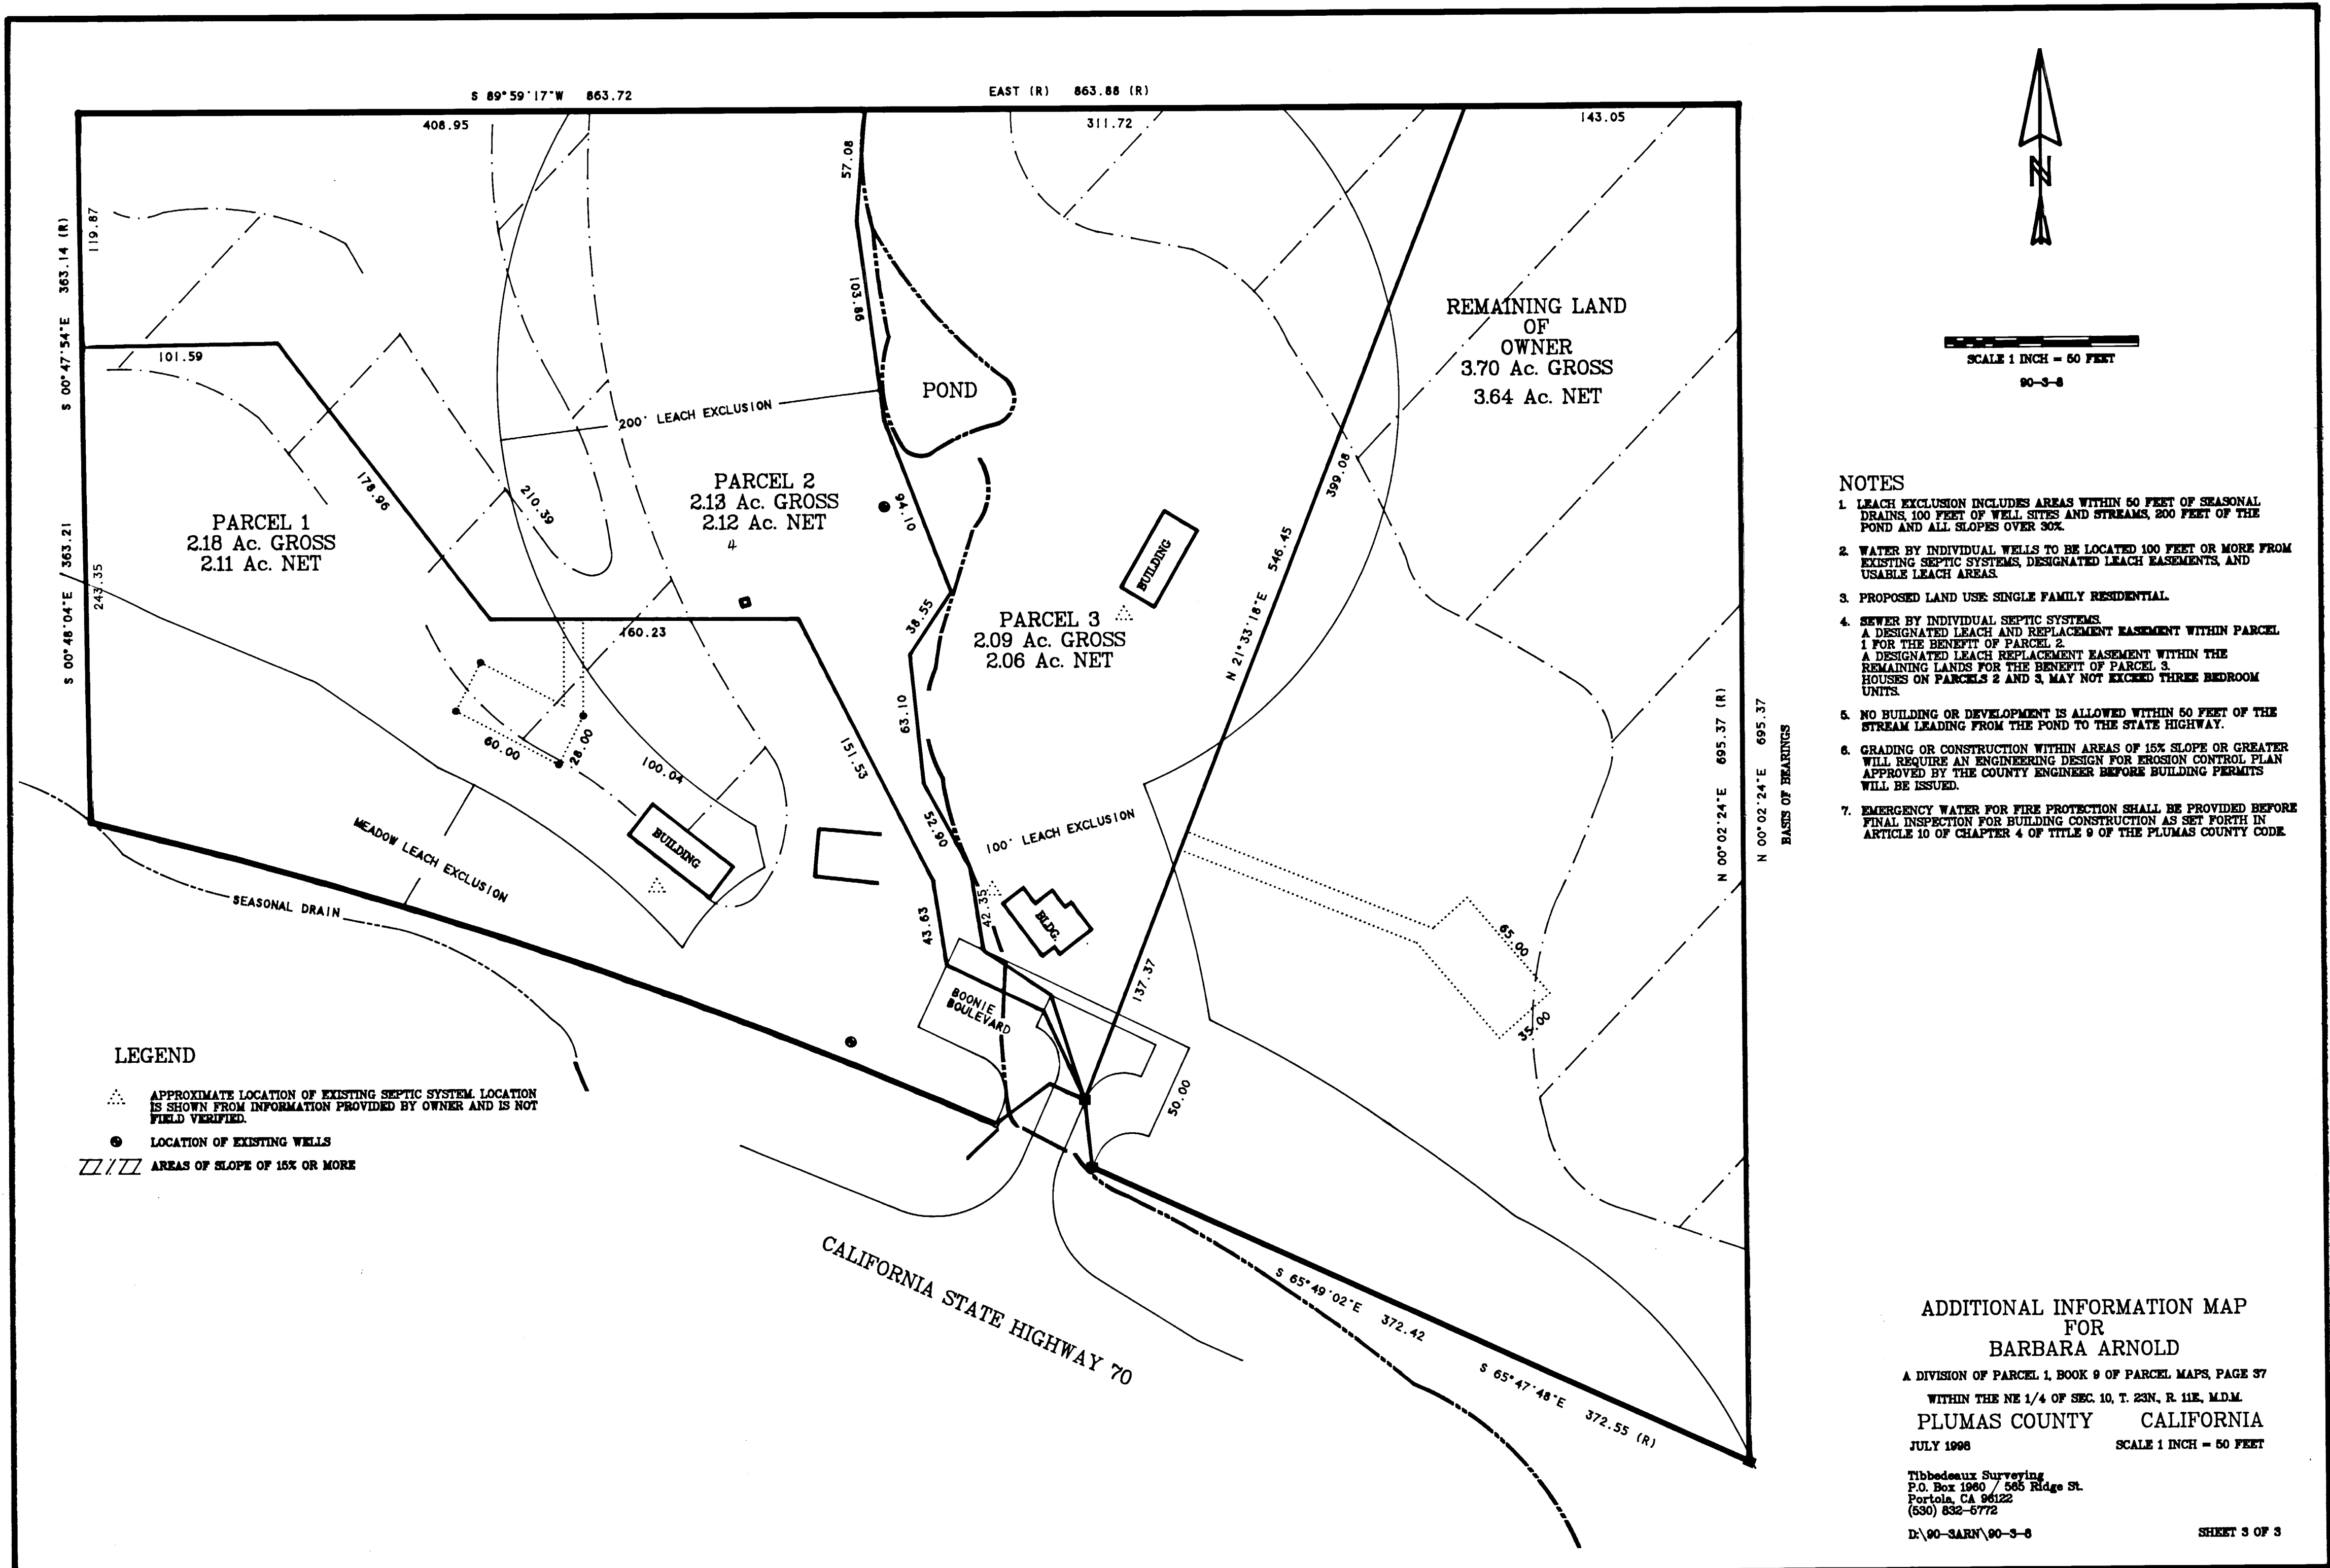 S 89°59'17"W 863.72
EAST (R) 863.88 (R)
408.95
311.72
143.05
57.08
119.87
S 00°47'54"E 363.14 (R)
103.86
101.59
REMAINING LAND
OF
OWNER
3.70 Ac. GROSS
3.64 Ac. NET
POND
200' LEACH EXCLUSION
178.96
210.39
399.08
94.10
PARCEL 1
2.18 Ac. GROSS
2.11 Ac. NET
PARCEL 2
2.13 Ac. GROSS
2.12 Ac. NET
4
BUILDING
546.45
N 21°33'18"E
S 00°48'04"E 363.21
243.35
38.55
160.23
PARCEL 3
2.09 Ac. GROSS
2.06 Ac. NET
63.10
60.00
28.00
100.04
151.53
52.90
100' LEACH EXCLUSION
N 00°02'24"E 695.37 (R)
N 00°02'24"E 695.37
BASIS OF BEARINGS
MEADOW LEACH EXCLUSION
BUILDING
SEASONAL DRAIN
43.63
42.35
BLDG.
137.37
65.00
35.00
BOONIE
BOULEVARD
50.00
CALIFORNIA STATE HIGHWAY 70
S 65°49'02"E 372.42
S 65°47'48"E 372.55 (R)
LEGEND
APPROXIMATE LOCATION OF EXISTING SEPTIC SYSTEM. LOCATION
IS SHOWN FROM INFORMATION PROVIDED BY OWNER AND IS NOT
FIELD VERIFIED.
LOCATION OF EXISTING WELLS
AREAS OF SLOPE OF 15% OR MORE
N
SCALE 1 INCH = 50 FEET
90-3-8
NOTES
1. LEACH EXCLUSION INCLUDES AREAS WITHIN 50 FEET OF SEASONAL
DRAINS, 100 FEET OF WELL SITES AND STREAMS, 200 FEET OF THE
POND AND ALL SLOPES OVER 30%.
2. WATER BY INDIVIDUAL WELLS TO BE LOCATED 100 FEET OR MORE FROM
EXISTING SEPTIC SYSTEMS, DESIGNATED LEACH EASEMENTS, AND
USABLE LEACH AREAS.
3. PROPOSED LAND USE: SINGLE FAMILY RESIDENTIAL.
4. SEWER BY INDIVIDUAL SEPTIC SYSTEMS.
A DESIGNATED LEACH AND REPLACEMENT EASEMENT WITHIN PARCEL
1 FOR THE BENEFIT OF PARCEL 2.
A DESIGNATED LEACH REPLACEMENT EASEMENT WITHIN THE
REMAINING LANDS FOR THE BENEFIT OF PARCEL 3.
HOUSES ON PARCELS 2 AND 3, MAY NOT EXCEED THREE BEDROOM
UNITS.
5. NO BUILDING OR DEVELOPMENT IS ALLOWED WITHIN 50 FEET OF THE
STREAM LEADING FROM THE POND TO THE STATE HIGHWAY.
6. GRADING OR CONSTRUCTION WITHIN AREAS OF 15% SLOPE OR GREATER
WILL REQUIRE AN ENGINEERING DESIGN FOR EROSION CONTROL PLAN
APPROVED BY THE COUNTY ENGINEER BEFORE BUILDING PERMITS
WILL BE ISSUED.
7. EMERGENCY WATER FOR FIRE PROTECTION SHALL BE PROVIDED BEFORE
FINAL INSPECTION FOR BUILDING CONSTRUCTION AS SET FORTH IN
ARTICLE 10 OF CHAPTER 4 OF TITLE 9 OF THE PLUMAS COUNTY CODE.
ADDITIONAL INFORMATION MAP
FOR
BARBARA ARNOLD
A DIVISION OF PARCEL 1, BOOK 9 OF PARCEL MAPS, PAGE 37
WITHIN THE NE 1/4 OF SEC. 10, T. 23N., R. 11E., M.D.M.
PLUMAS COUNTY CALIFORNIA
JULY 1998 SCALE 1 INCH = 50 FEET
Tibbedeaux Surveying
P.O. Box 1960 / 565 Ridge St.
Portola, CA 96122
(530) 832-5772
D:\90-3ARN\90-3-8
SHEET 3 OF 3